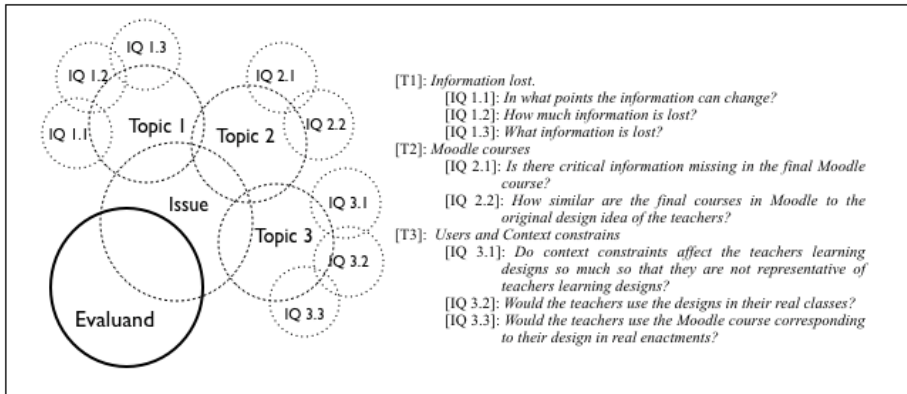 IQ 1.3
IQ 1.2
IQ 2.1
IQ 1.1
Topic 1
Topic 2
IQ 2.2
Issue
IQ 3.1
Topic 3
IQ 3.2
IQ 3.3
Evaluand
[T1]: Information lost.
[IQ 1.1]: In what points the information can change?
[IQ 1.2]: How much information is lost?
[IQ 1.3]: What information is lost?
[T2]: Moodle courses
[IQ 2.1]: Is there critical information missing in the final Moodle
course?
[IQ 2.2]: How similar are the final courses in Moodle to the
original design idea of the teachers?
[T3]: Users and Context constrains
[IQ 3.1]: Do context constraints affect the teachers learning
designs so much so that they are not representative of
teachers learning designs?
[IQ 3.2]: Would the teachers use the designs in their real classes?
[IQ 3.3]: Would the teachers use the Moodle course corresponding
to their design in real enactments?